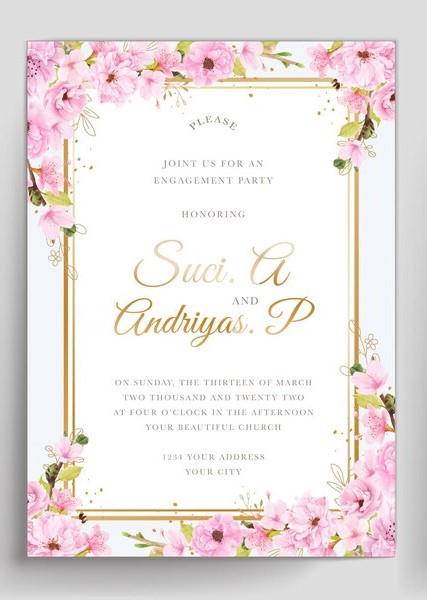 PLEASE
JOINT US FOR AN
ENGAGEMENT PARTY
HONORING
Suci. A
AND
Andriyas. P
ON SUNDAY, THE THIRTEEN OF MARCH
TWO THOUSAND AND TWENTY TWO
AT FOUR O'CLOCK IN THE AFTERNOON
YOUR BEAUTIFUL CHURCH
1234 YOUR ADDRESS
YOUR CITY